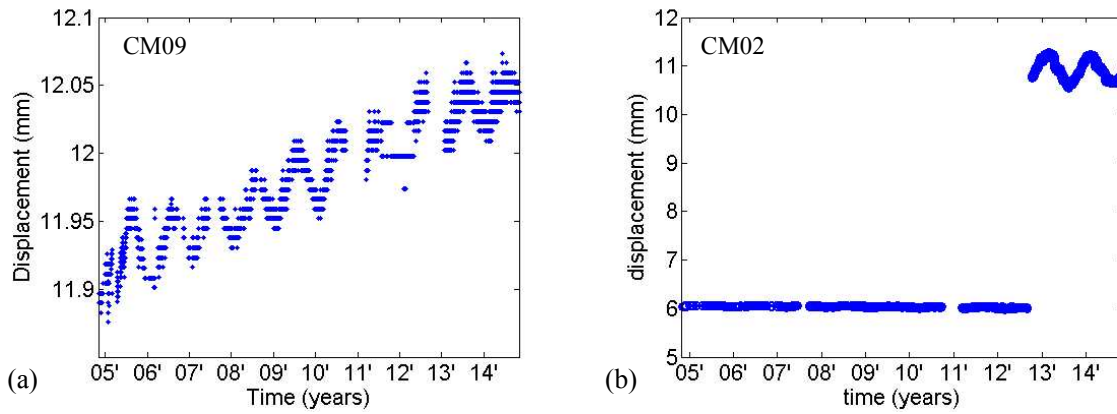 12.1
12.05
12
11.95
11.9
Displacement (mm)
CM09
05' 06' 07' 08' 09' 10' 11' 12' 13' 14'
Time (years)
(a)
12
11
10
9
8
7
6
5
displacement (mm)
CM02
05' 06' 07' 08' 09' 10' 11' 12' 13' 14'
time (years)
(b)